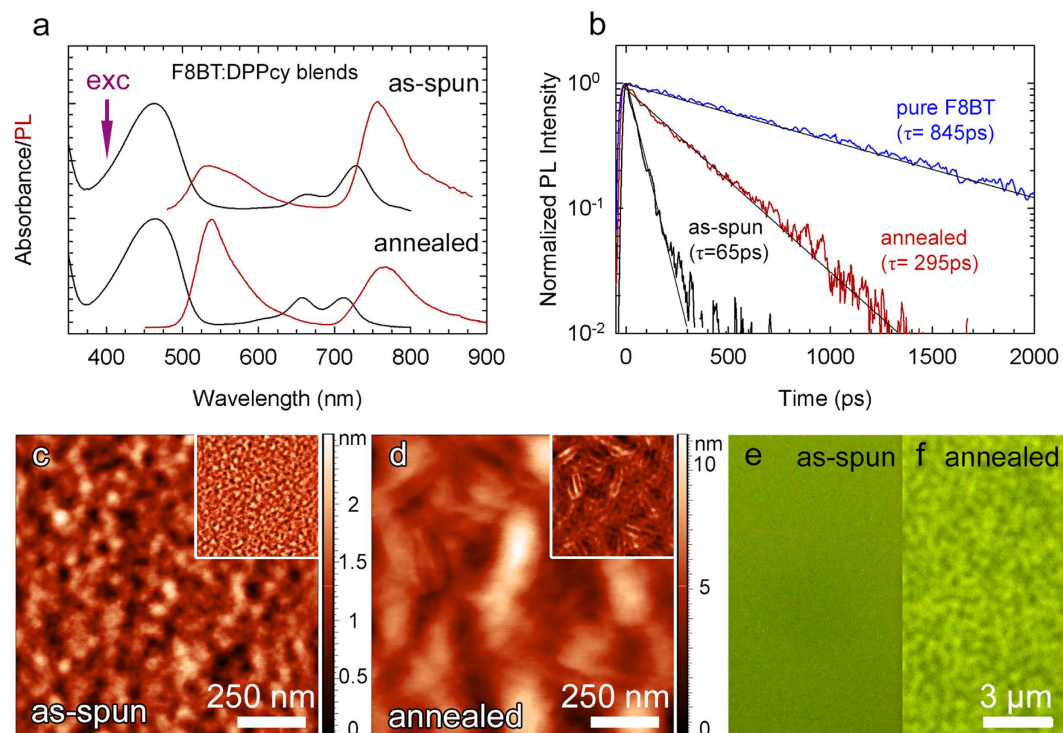 a
F8BT:DPPcy blends
exc
as-spun
annealed
Absorbance/PL
400 500 600 700 800 900
Wavelength (nm)
b
10⁰
10⁻¹
10⁻²
Normalized PL Intensity
pure F8BT
(τ= 845ps)
as-spun
(τ=65ps)
annealed
(τ= 295ps)
0 500 1000 1500 2000
Time (ps)
c
as-spun
250 nm
nm
2
1.5
1
0.5
0
d
annealed
250 nm
nm
10
5
0
e as-spun
f annealed
3 µm